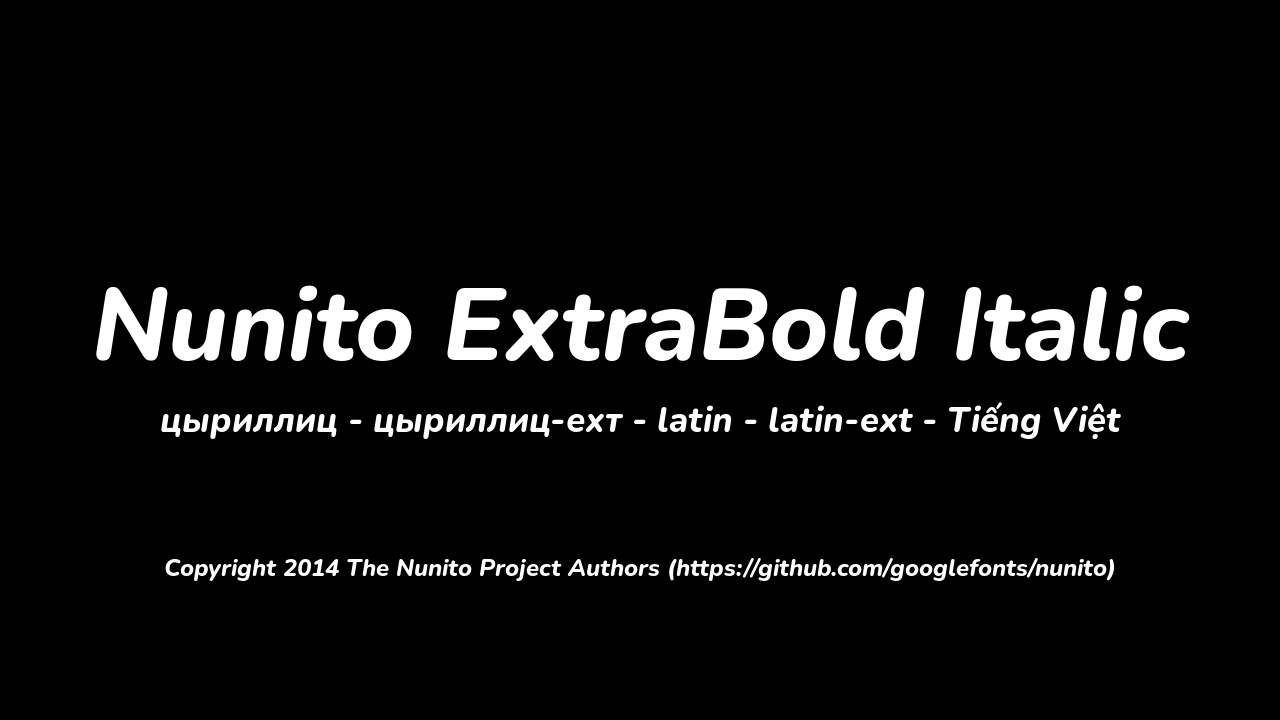 Nunito ExtraBold Italic
цыриллиц - цыриллиц-ехт - latin - latin-ext - Tiếng Việt
Copyright 2014 The Nunito Project Authors (https://github.com/googlefonts/nunito)